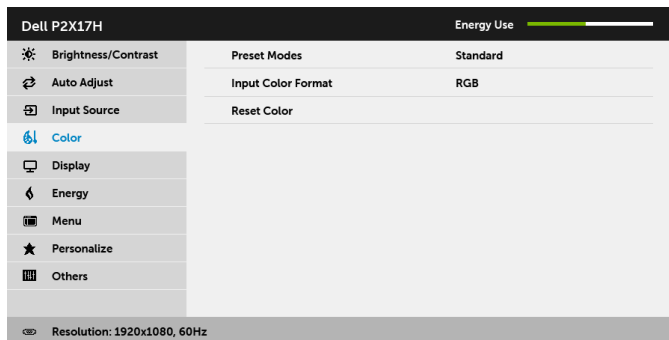 Dell P2X17H Energy Use
Brightness/Contrast Preset Modes Standard
Auto Adjust Input Color Format RGB
Input Source Reset Color
Color
Display
Energy
Menu
Personalize
Others
Resolution: 1920x1080, 60Hz